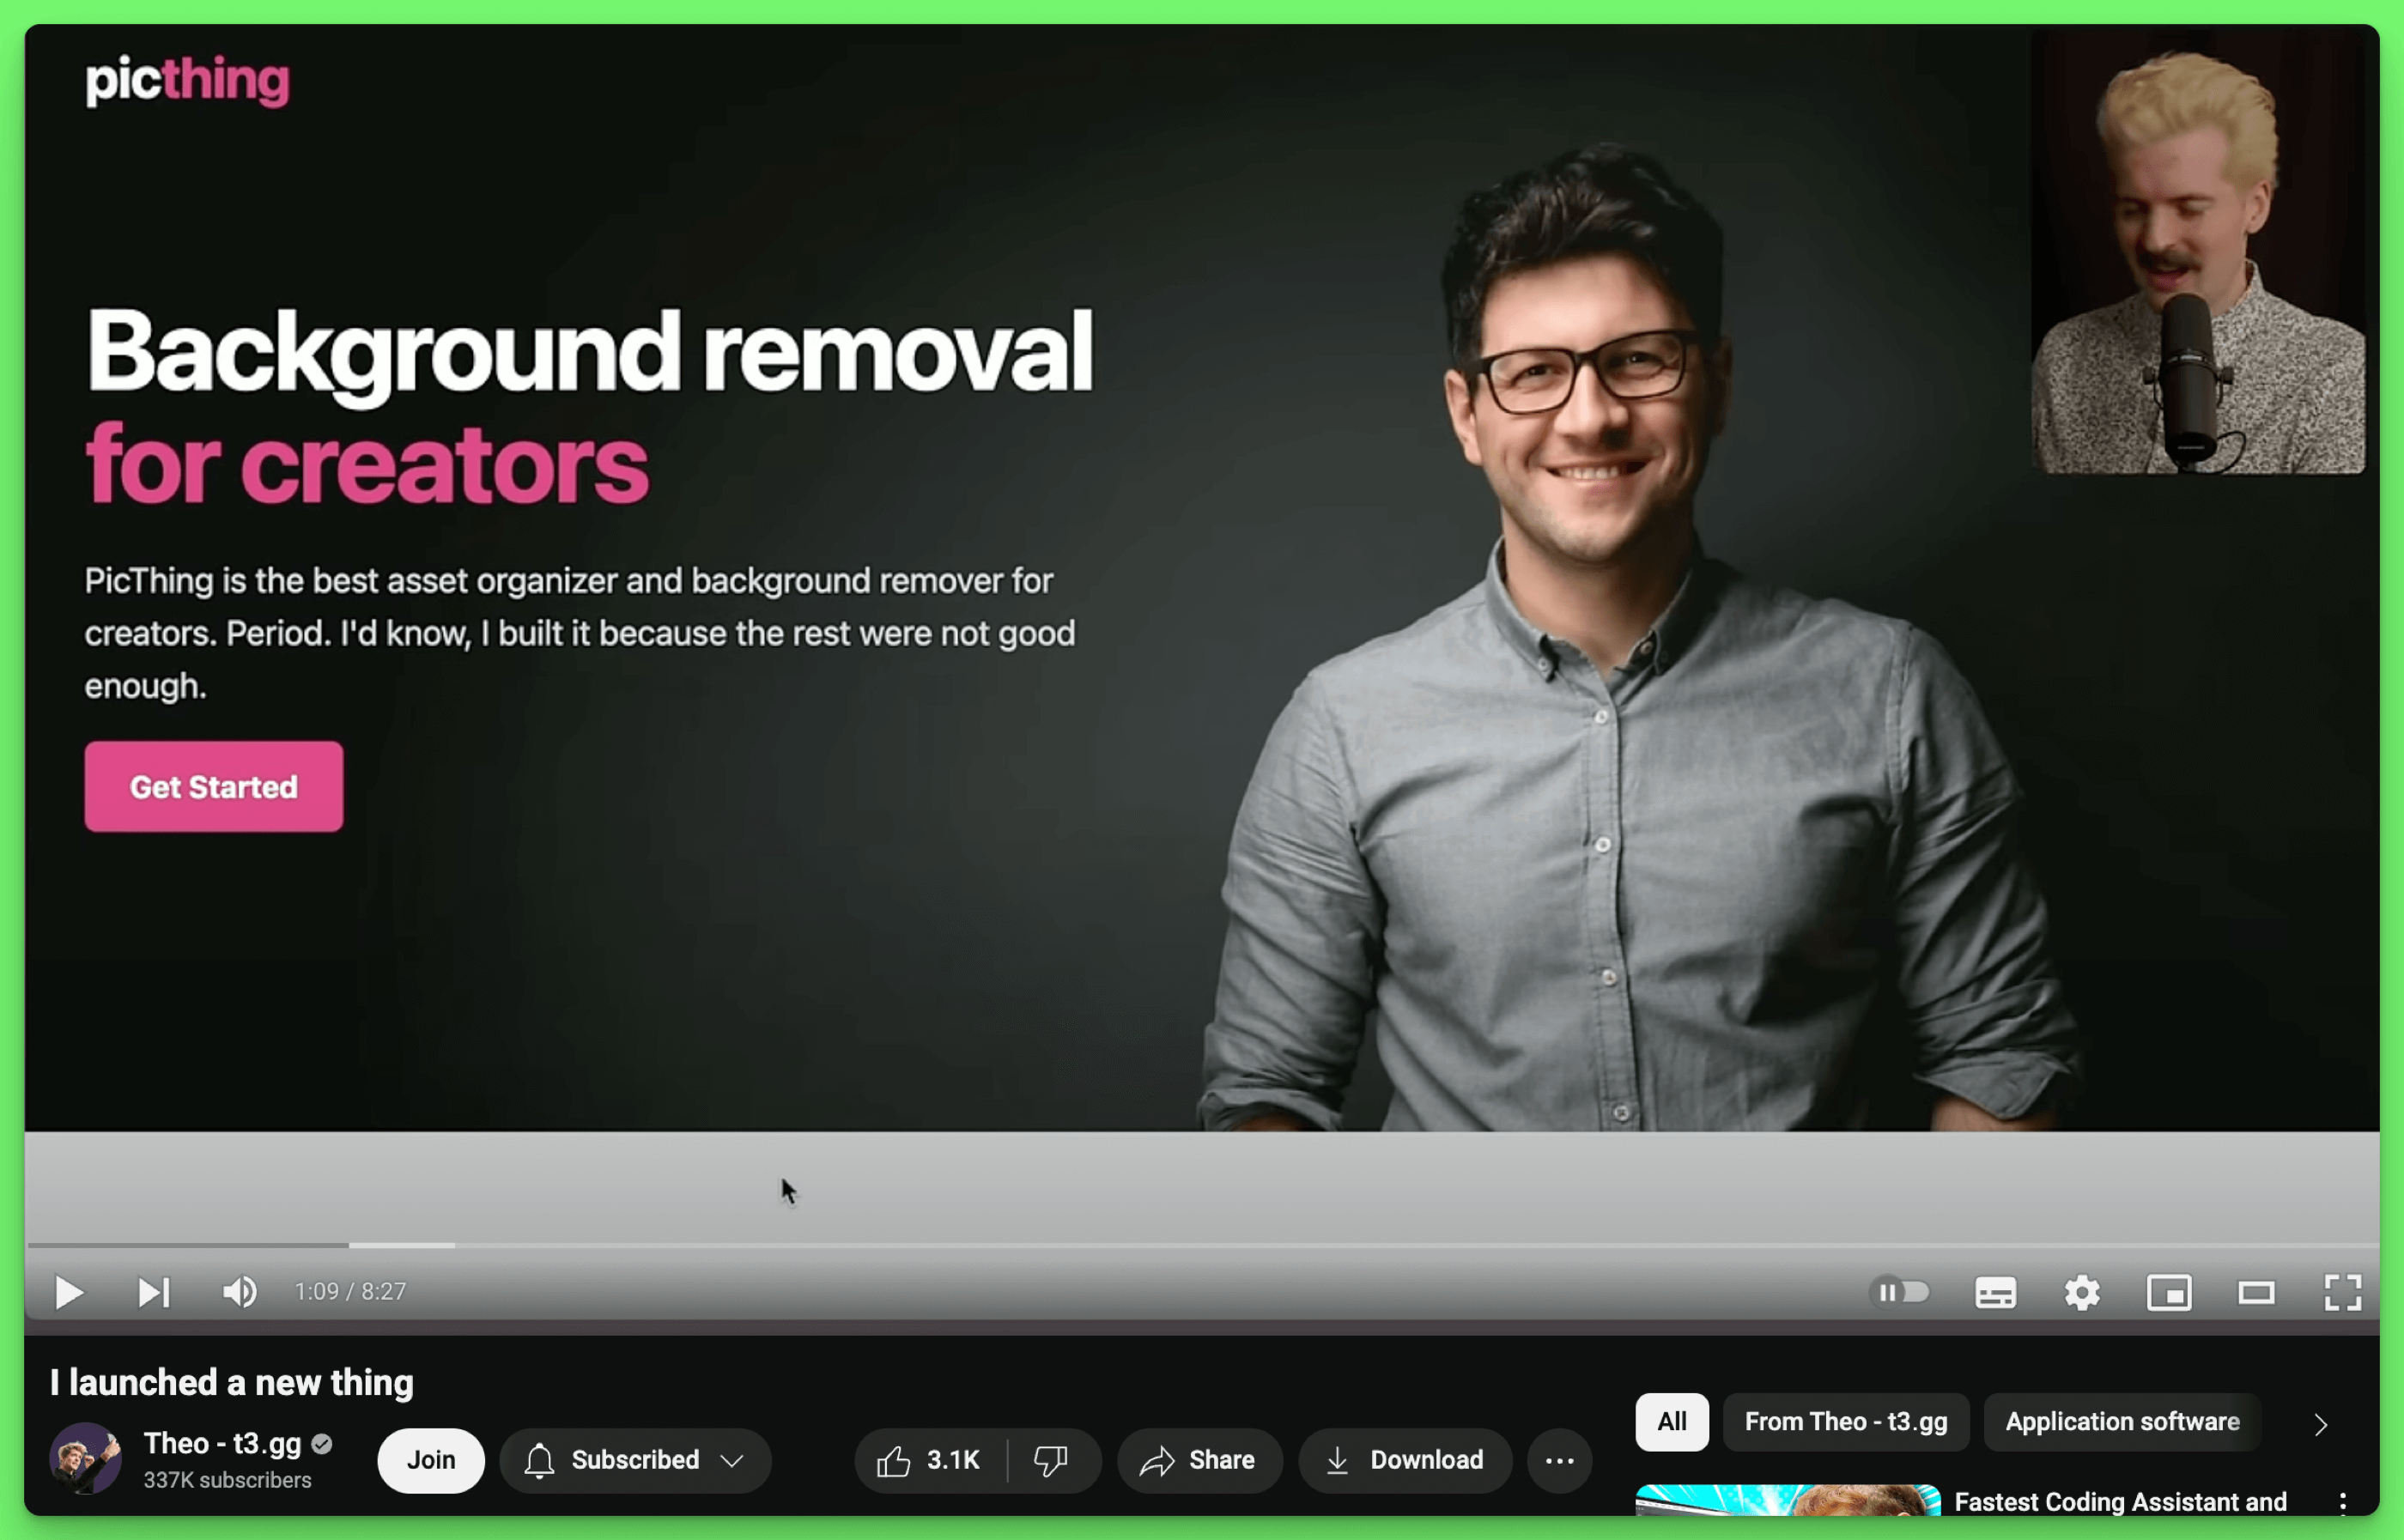 picthing
Background removal
for creators
PicThing is the best asset organizer and background remover for
creators. Period. I'd know, I built it because the rest were not good
enough.
Get Started
1:09 / 8:27
I launched a new thing
Theo - t3.gg
337K subscribers
Join
Subscribed
3.1K
Share
Download
All
From Theo - t3.gg
Application software
Fastest Coding Assistant and